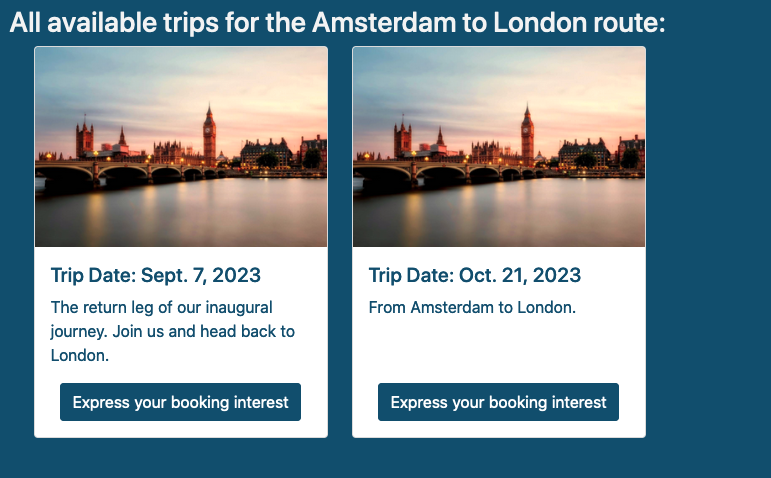 All available trips for the Amsterdam to London route:
Trip Date: Sept. 7, 2023
The return leg of our inaugural
journey. Join us and head back to
London.
Express your booking interest
Trip Date: Oct. 21, 2023
From Amsterdam to London.
Express your booking interest